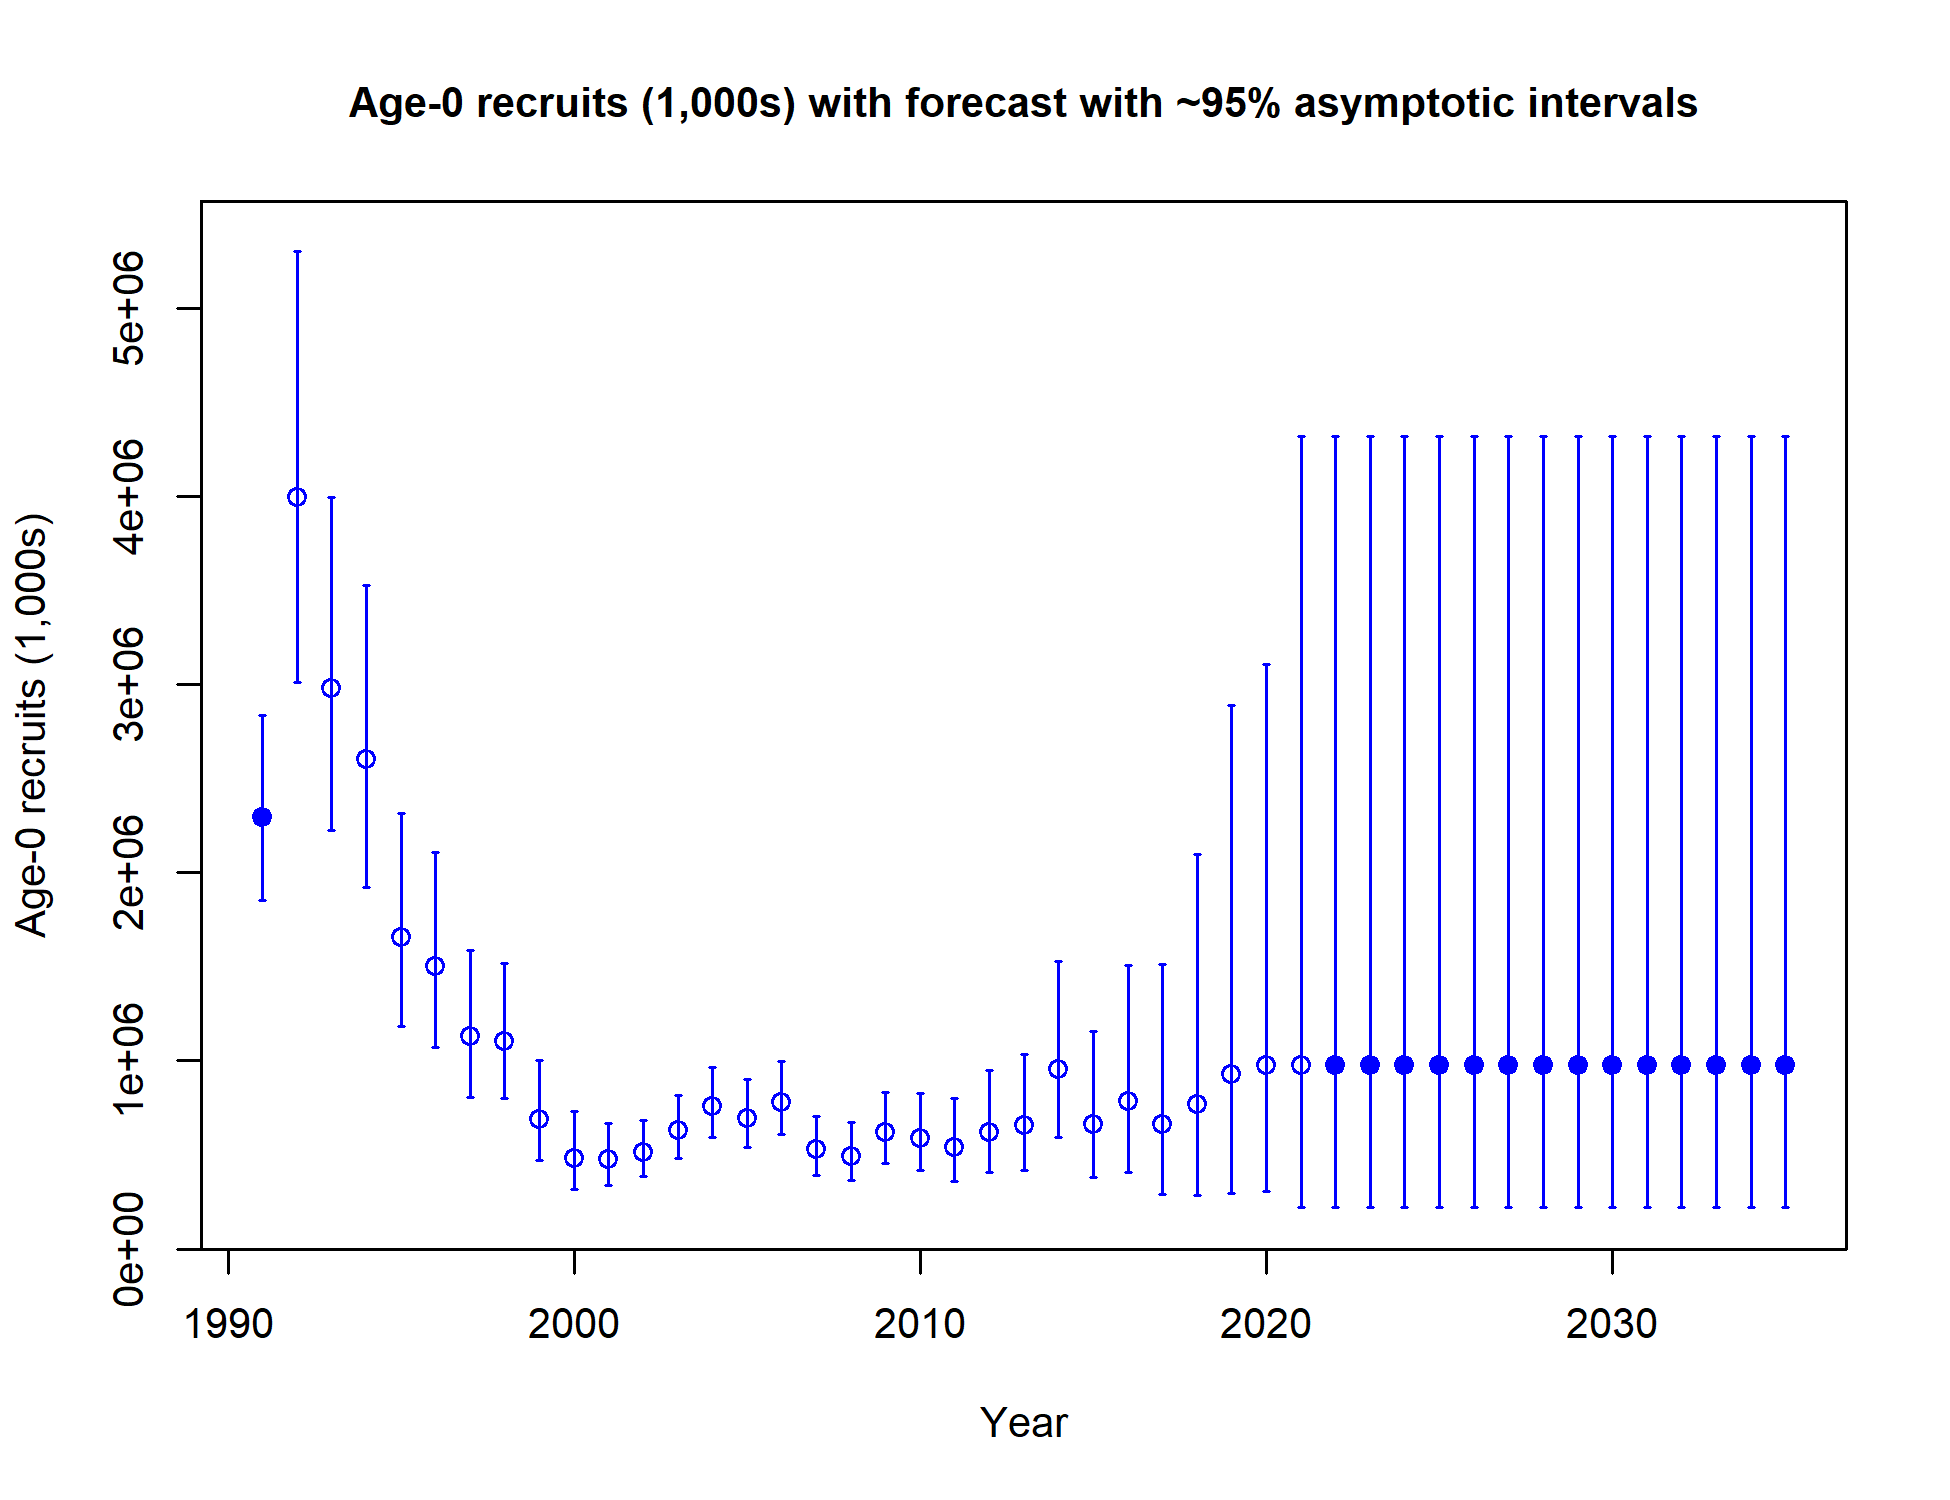 Age-0 recruits (1,000s) with forecast with ~95% asymptotic intervals
Age-0 recruits (1,000s)
5e+06
4e+06
3e+06
2e+06
1e+06
0e+00
1990 2000 2010 2020 2030
Year